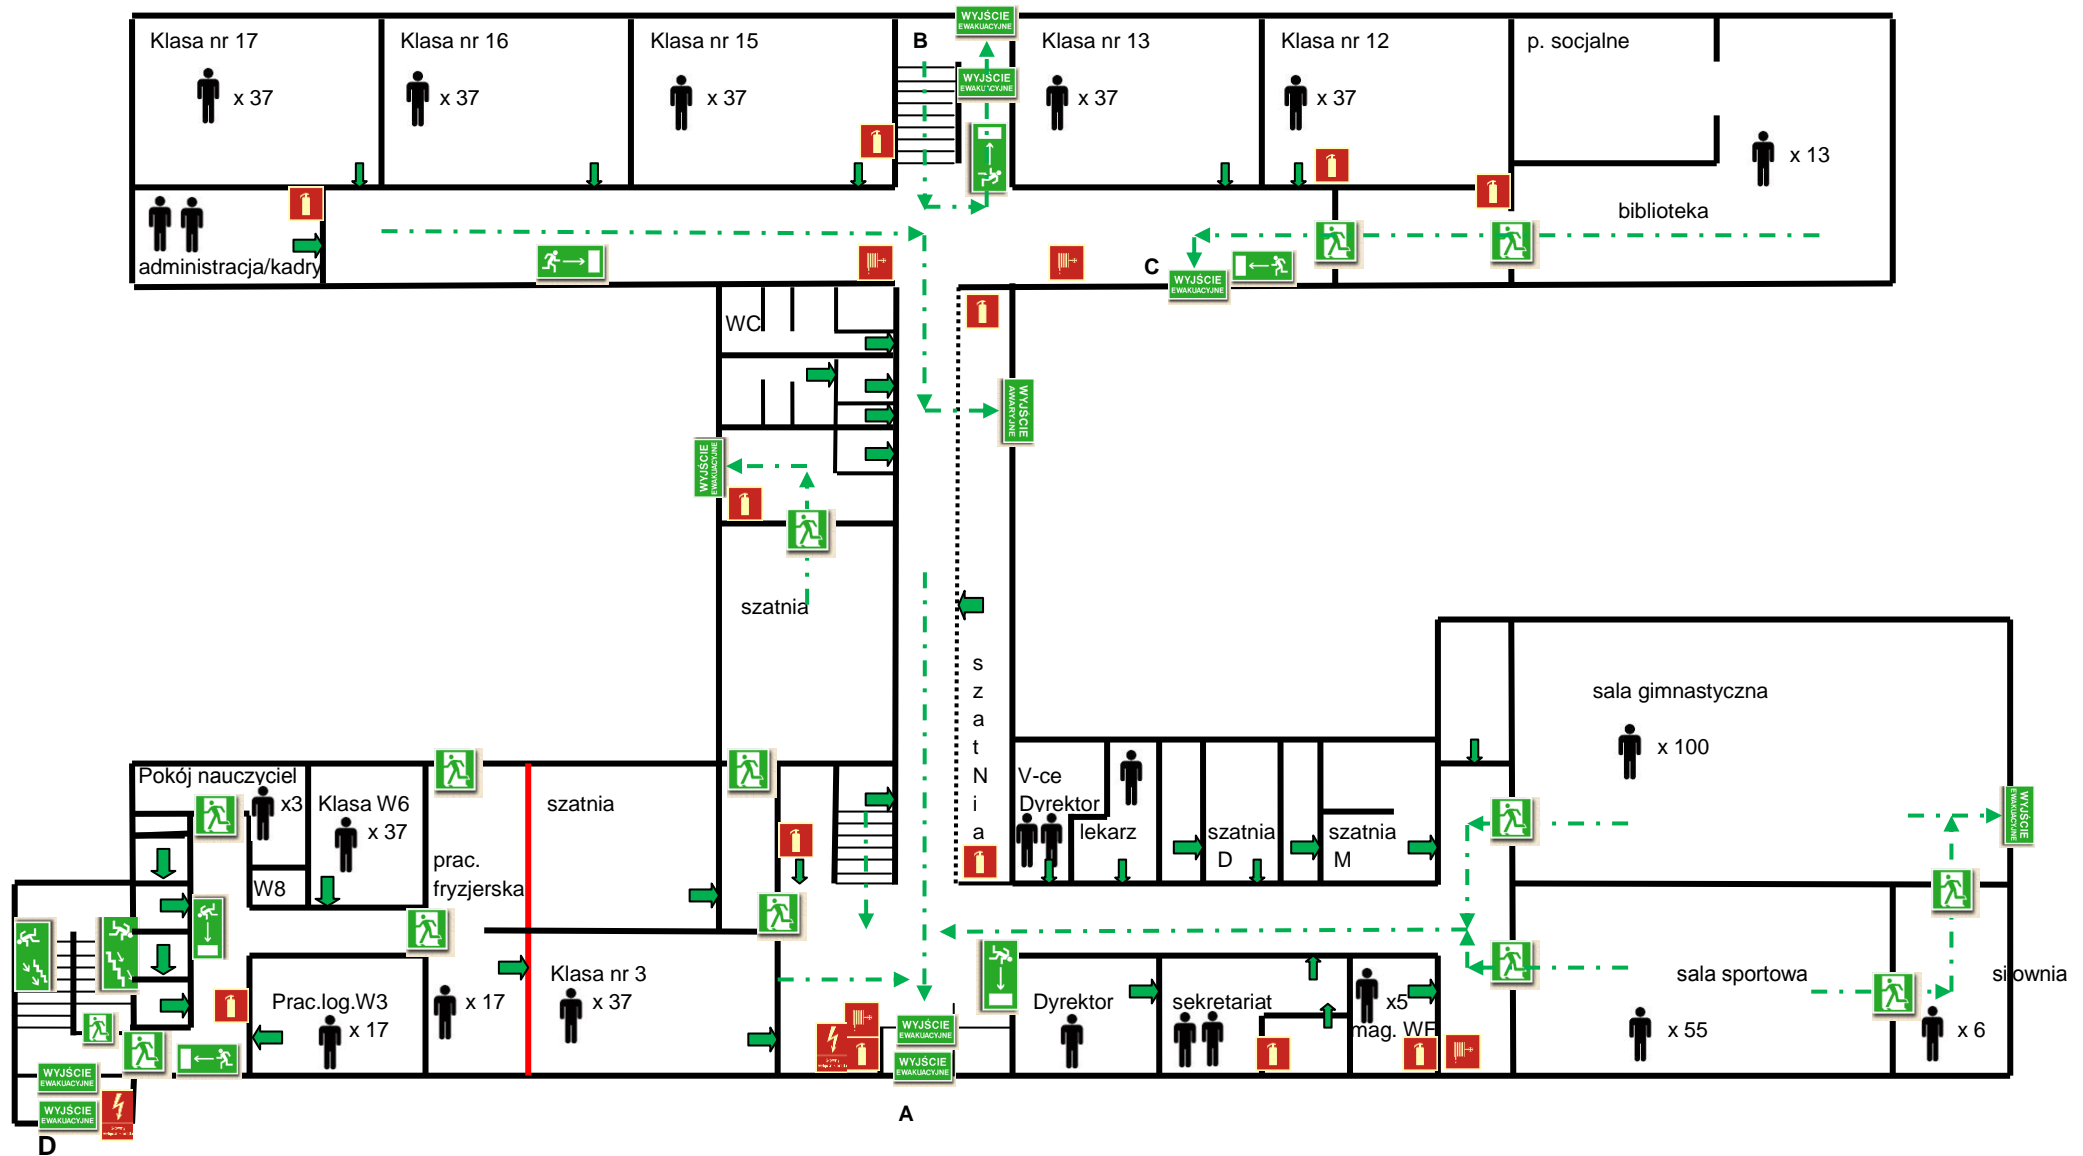 WYJŚCIE
EWAKUACYJNE
Klasa nr 17
Klasa nr 16
Klasa nr 15
B
Klasa nr 13
Klasa nr 12
p. socjalne
WYJŚCIE
EWAKUACYJNE
x 37
x 37
x 37
x 37
x 37
x 13
biblioteka
administracja/kadry
C
WYJŚCIE
EWAKUACYJNE
WC
WYJŚCIE
AWARYJNE
WYJŚCIE
EWAKUACYJNE
szatnia
s
z
a
t
N
i
a
sala gimnastyczna
x 100
WYJŚCIE
EWAKUACYJNE
Pokój nauczyciel
x3
Klasa W6
x 37
szatnia
V-ce
Dyrektor
lekarz
szatnia
D
szatnia
M
prac.
fryzjerska
W8
Klasa nr 3
x 37
x 17
Prac.log.W3
x 17
Dyrektor
sekretariat
x5
mag. WF
sala sportowa
x 55
siłownia
x 6
WYJŚCIE
EWAKUACYJNE
WYJŚCIE
EWAKUACYJNE
A
WYJŚCIE
EWAKUACYJNE
WYJŚCIE
EWAKUACYJNE
D